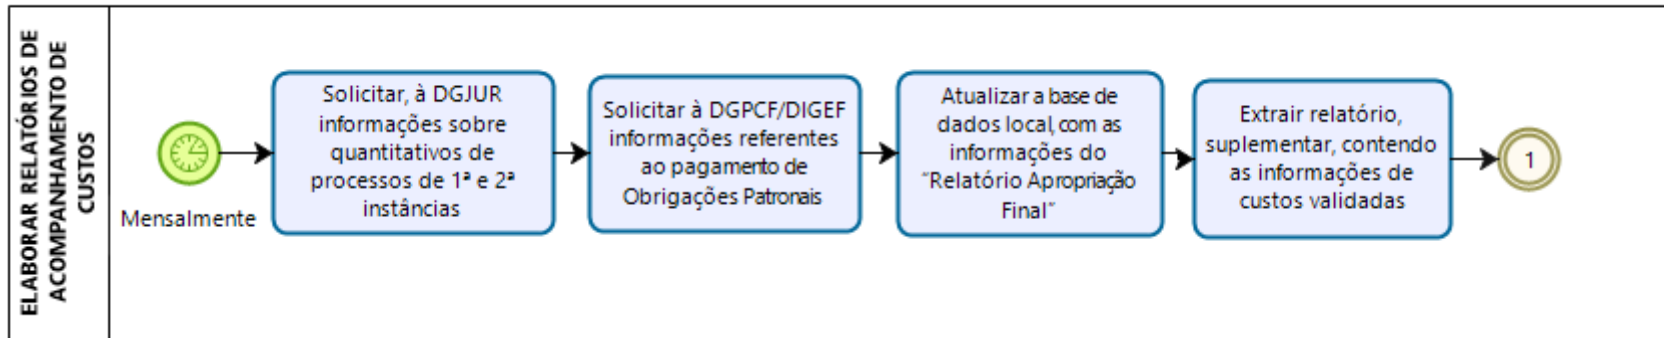 ELABORAR RELATÓRIOS DE
ACOMPANHAMENTO DE
CUSTOS
Mensalmente
Solicitar, à DGJUR
informações sobre
quantitativos de
processos de 1ª e 2ª
instâncias
Solicitar à DGPCF/DIGEF
informações referentes
ao pagamento de
Obrigações Patronais
Atualizar a base de
dados local, com as
informações do
“Relatório Apropriação
Final”
Extrair relatório,
suplementar, contendo
as informações de
custos validadas
1